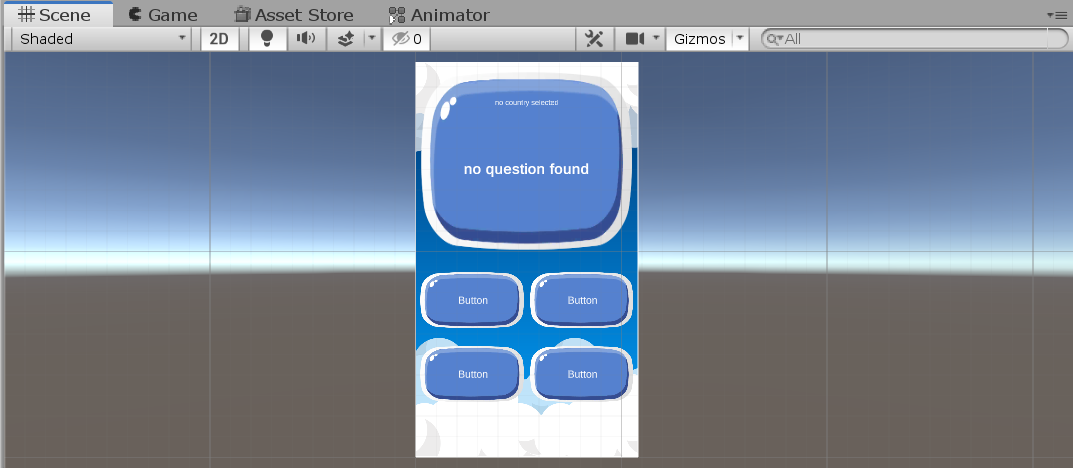 Scene Game Asset Store Animator
Shaded 2D 0 Gizmos All
no country selected
no question found
Button Button
Button Button